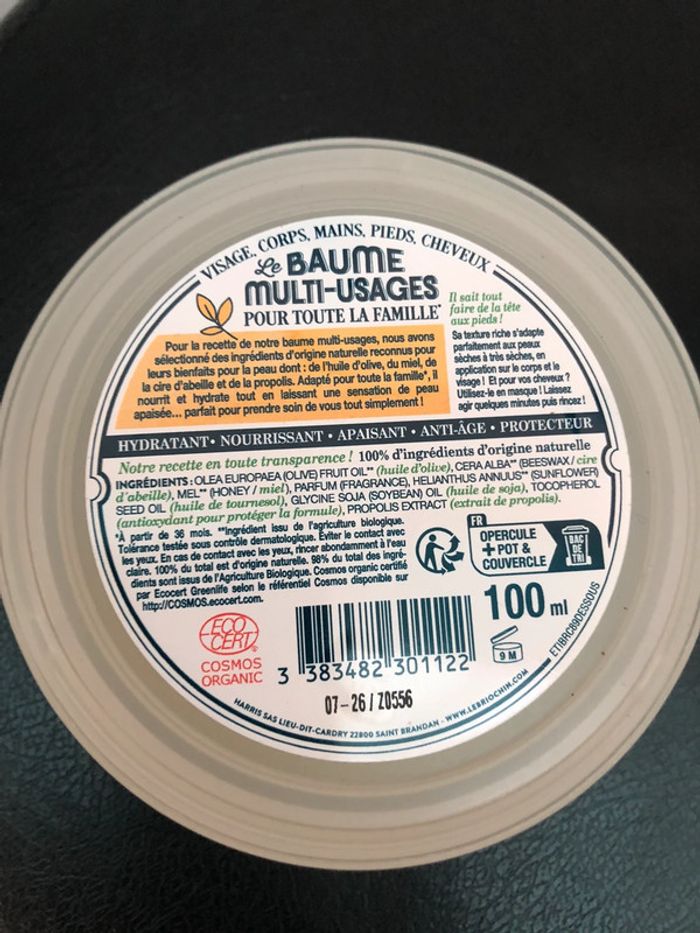 VISAGE, CORPS, MAINS, PIEDS, CHEVEUX
Le BAUME
MULTI-USAGES
POUR TOUTE LA FAMILLE*
Pour la recette de notre baume multi-usages, nous avons
sélectionné des ingrédients d'origine naturelle reconnus pour
leurs bienfaits pour la peau dont : de l'huile d'olive, du miel, de
la cire d'abeille et de la propolis. Adapté pour toute la famille*, il
nourrit et hydrate tout en laissant une sensation de peau
apaisée... parfait pour prendre soin de vous tout simplement !
Il sait tout
faire de la tête
aux pieds !
Sa texture riche s'adapte
parfaitement aux peaux
sèches à très sèches, en
application sur le corps et le
visage ! Et pour vos cheveux ?
Utilisez-le en masque ! Laissez
agir quelques minutes puis rincez !
HYDRATANT • NOURRISSANT • APAISANT • ANTI-ÂGE • PROTECTEUR
Notre recette en toute transparence ! 100% d'ingrédients d'origine naturelle
INGRÉDIENTS : OLEA EUROPAEA (OLIVE) FRUIT OIL** (huile d'olive), CERA ALBA** (BEESWAX / cire
d'abeille), MEL** (HONEY / miel), PARFUM (FRAGRANCE), HELIANTHUS ANNUUS** (SUNFLOWER)
SEED OIL (huile de tournesol), GLYCINE SOJA (SOYBEAN) OIL (huile de soja), TOCOPHEROL
(antioxydant pour protéger la formule), PROPOLIS EXTRACT (extrait de propolis).
*À partir de 36 mois. **Ingrédient issu de l'agriculture biologique.
Tolérance testée sous contrôle dermatologique. Éviter le contact avec
les yeux. En cas de contact avec les yeux, rincer abondamment à l'eau
claire. 100% du total est d'origine naturelle. 98% du total des ingré-
dients sont issus de l'Agriculture Biologique. Cosmos organic certifié
par Ecocert Greenlife selon le référentiel Cosmos disponible sur
http://COSMOS.ecocert.com.
FR
OPERCULE
+ POT &
COUVERCLE
BAC
DE
TRI
100 ml
9 M
ETIBRC89DESSOUS
ECO
CERT®
COSMOS
ORGANIC
3 383482 301122
07-26 / Z0556
HARRIS SAS LIEU-DIT-CARDRY 22800 SAINT BRANDAN - WWW.LEBRIOCHIN.COM